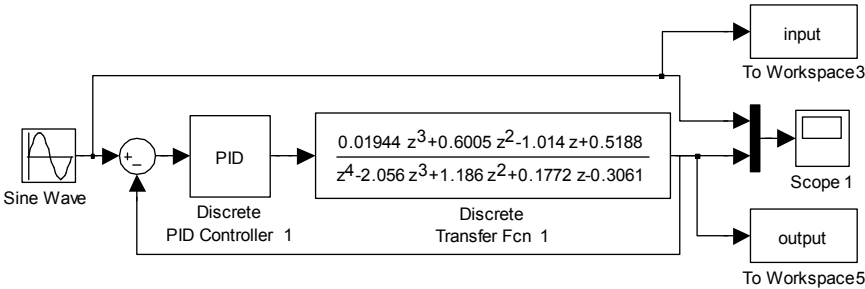 input
To Workspace3
Sine Wave
+
−
PID
Discrete
PID Controller 1
0.01944 z3+0.6005 z2-1.014 z+0.5188
z4-2.056 z3+1.186 z2+0.1772 z-0.3061
Discrete
Transfer Fcn 1
Scope 1
output
To Workspace5